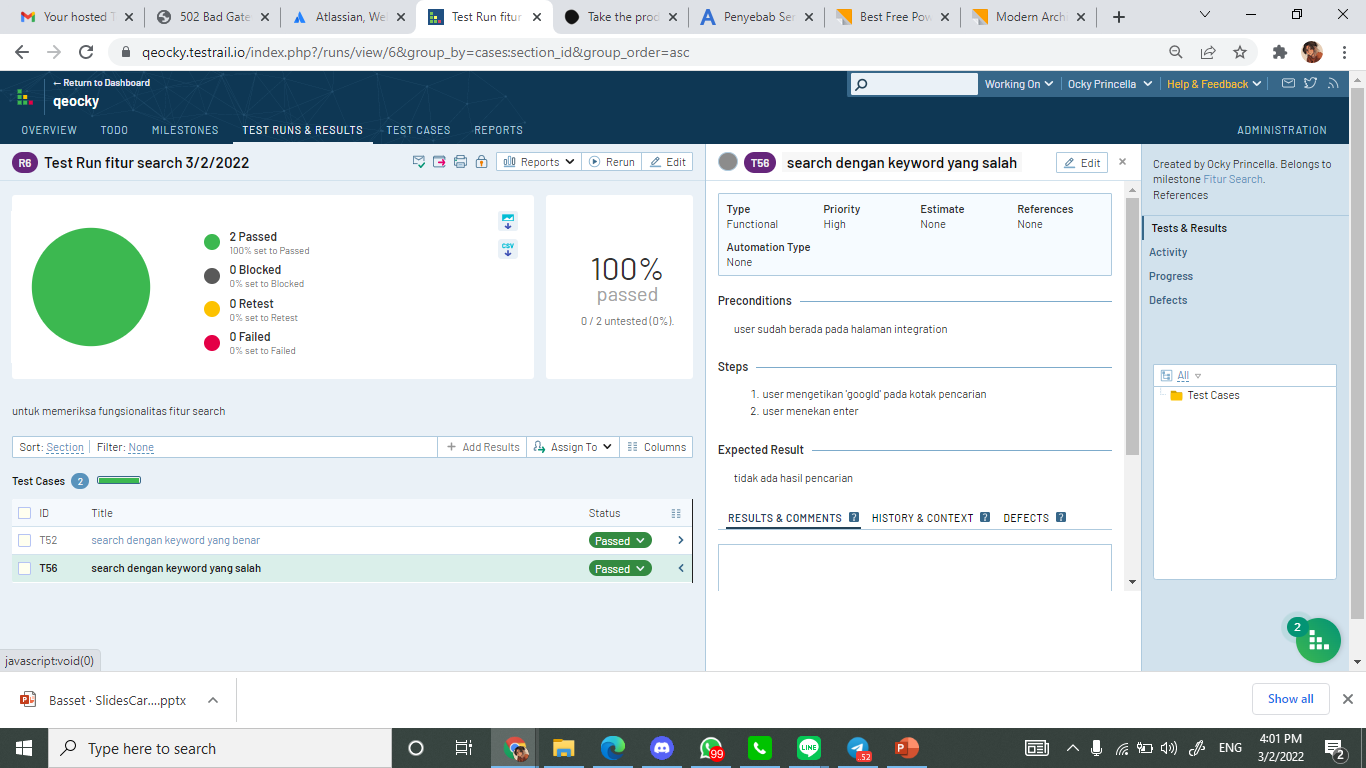 Your hosted T
502 Bad Gate
Atlassian, Wel
Test Run fitur
Take the prod
Penyebab Ser
Best Free Pow
Modern Archi
qeocky.testrail.io/index.php?/runs/view/6&group_by=cases:section_id&group_order=asc
← Return to Dashboard
qeocky
Working On
Ocky Princella
Help & Feedback
OVERVIEW
TODO
MILESTONES
TEST RUNS & RESULTS
TEST CASES
REPORTS
ADMINISTRATION
R6
Test Run fitur search 3/2/2022
Reports
Rerun
Edit
2 Passed
100% set to Passed
0 Blocked
0% set to Blocked
0 Retest
0% set to Retest
0 Failed
0% set to Failed
CSV
100%
passed
0 / 2 untested (0%).
untuk memeriksa fungsionalitas fitur search
Sort: Section
Filter: None
Add Results
Assign To
Columns
Test Cases 2
ID
Title
Status
T52
search dengan keyword yang benar
Passed
T56
search dengan keyword yang salah
Passed
T56
search dengan keyword yang salah
Edit
Type
Functional
Priority
High
Estimate
None
References
None
Automation Type
None
Preconditions
user sudah berada pada halaman integration
Steps
1. user mengetikan 'googld' pada kotak pencarian
2. user menekan enter
Expected Result
tidak ada hasil pencarian
RESULTS & COMMENTS ?
HISTORY & CONTEXT ?
DEFECTS ?
Created by Ocky Princella. Belongs to
milestone Fitur Search.
References
Tests & Results
Activity
Progress
Defects
All
Test Cases
2
javascript:void(0)
Basset · SlidesCar....pptx
Show all
Type here to search
99
LINE
.52
ENG
4:01 PM
3/2/2022
2